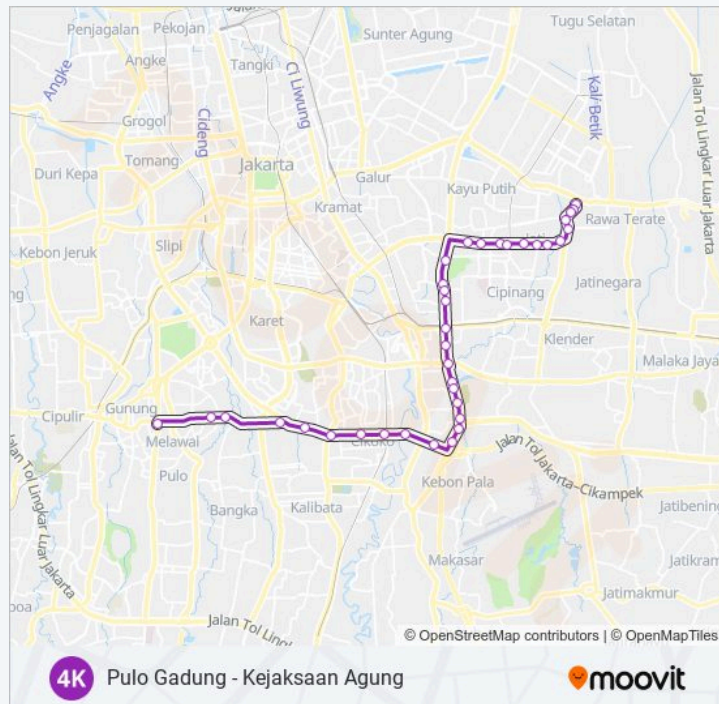 Tugu Selatan
Penjagalan
Pekojan
Sunter Agung
Angke
Tangki
Angke
Ci Liwung
Kali Betik
Jalan Tol Lingkar Luar Jakarta
Grogol
Cideng
Tomang
Jakarta
Galur
Duri Kepa
Kayu Putih
Kramat
Rawa Terate
Slipi
Kebon Jeruk
Jati
Cipinang
Jatinegara
Karet
Klender
Malaka Jaya
Cipulir
Gunung
Melawai
Cikoko
Jalan Tol Jakarta–Cikampek
Pulo
Kebon Pala
Kalibata
Bangka
Jatibening
Jalan Tol Lingkar Luar Jakarta
Makasar
Jatikram
Jatimakmur
boa
Jalan Tol Lingkar
© OpenStreetMap contributors | © OpenMapTiles
4K
Pulo Gadung - Kejaksaan Agung
moovit